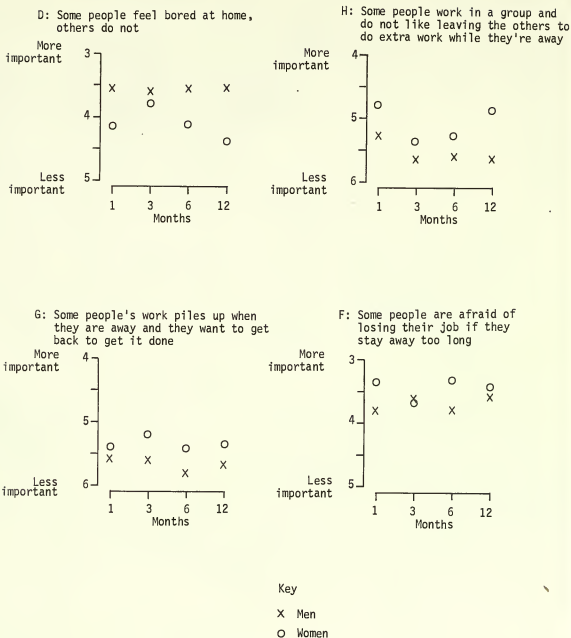 D: Some people feel bored at home,
others do not
More
important
3
4
5
Less
important
1 3 6 12
Months
X X X X
O O O O
H: Some people work in a group and
do not like leaving the others to
do extra work while they're away
More
important
4
5
6
Less
important
1 3 6 12
Months
O O O O
X X X X
G: Some people's work piles up when
they are away and they want to get
back to get it done
More
important
4
5
6
Less
important
1 3 6 12
Months
O O O O
X X X X
F: Some people are afraid of
losing their job if they
stay away too long
More
important
3
4
5
Less
important
1 3 6 12
Months
O O O O
X X X X
Key
X Men
O Women